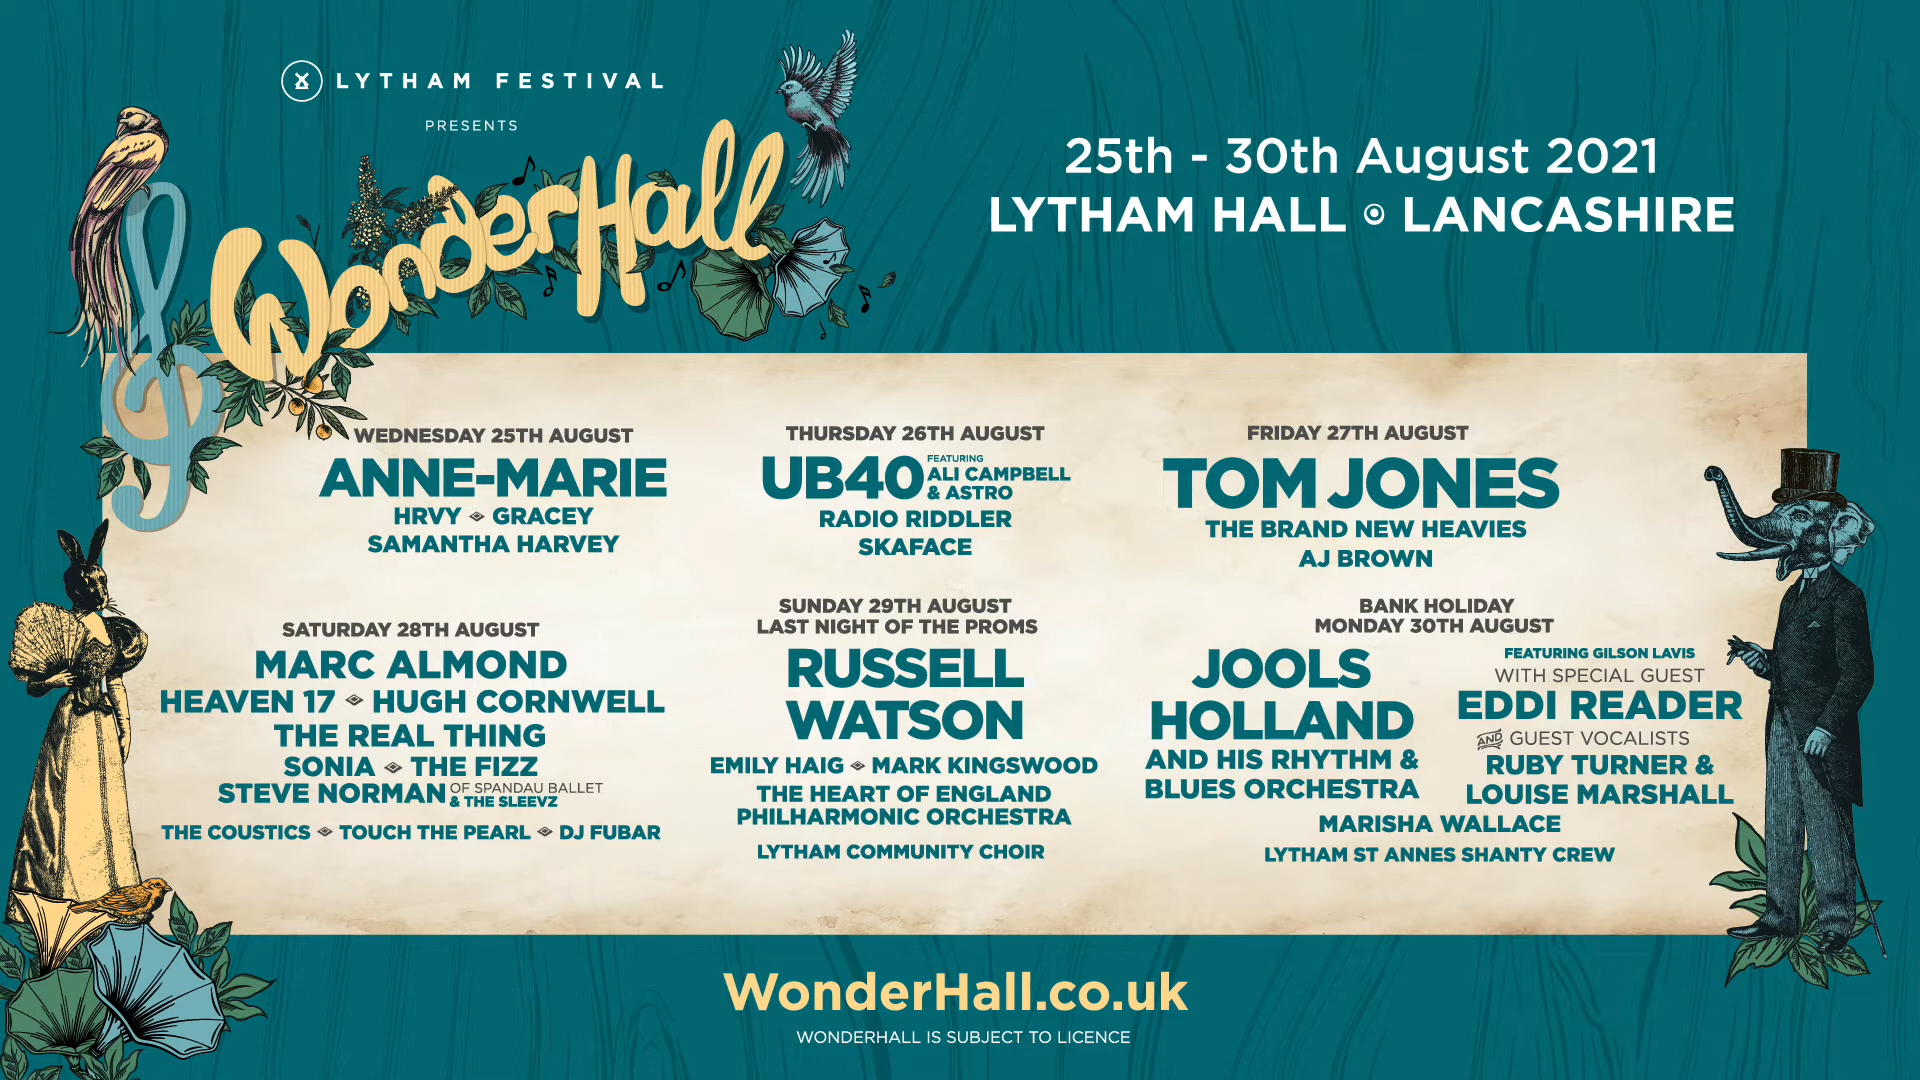 LYTHAM FESTIVAL
PRESENTS
WonderHall
25th - 30th August 2021
LYTHAM HALL LANCASHIRE
WEDNESDAY 25TH AUGUST
ANNE-MARIE
HRVY GRACEY
SAMANTHA HARVEY
THURSDAY 26TH AUGUST
UB40 FEATURING
ALI CAMPBELL
& ASTRO
RADIO RIDDLER
SKAFACE
FRIDAY 27TH AUGUST
TOM JONES
THE BRAND NEW HEAVIES
AJ BROWN
SATURDAY 28TH AUGUST
MARC ALMOND
HEAVEN 17 HUGH CORNWELL
THE REAL THING
SONIA THE FIZZ
STEVE NORMAN OF SPANDAU BALLET
& THE SLEEVZ
THE COUSTICS TOUCH THE PEARL DJ FUBAR
SUNDAY 29TH AUGUST
LAST NIGHT OF THE PROMS
RUSSELL
WATSON
EMILY HAIG MARK KINGSWOOD
THE HEART OF ENGLAND
PHILHARMONIC ORCHESTRA
LYTHAM COMMUNITY CHOIR
BANK HOLIDAY
MONDAY 30TH AUGUST
JOOLS
HOLLAND
AND HIS RHYTHM &
BLUES ORCHESTRA
FEATURING GILSON LAVIS
WITH SPECIAL GUEST
EDDI READER
AND GUEST VOCALISTS
RUBY TURNER &
LOUISE MARSHALL
MARISHA WALLACE
LYTHAM ST ANNES SHANTY CREW
WonderHall.co.uk
WONDERHALL IS SUBJECT TO LICENCE